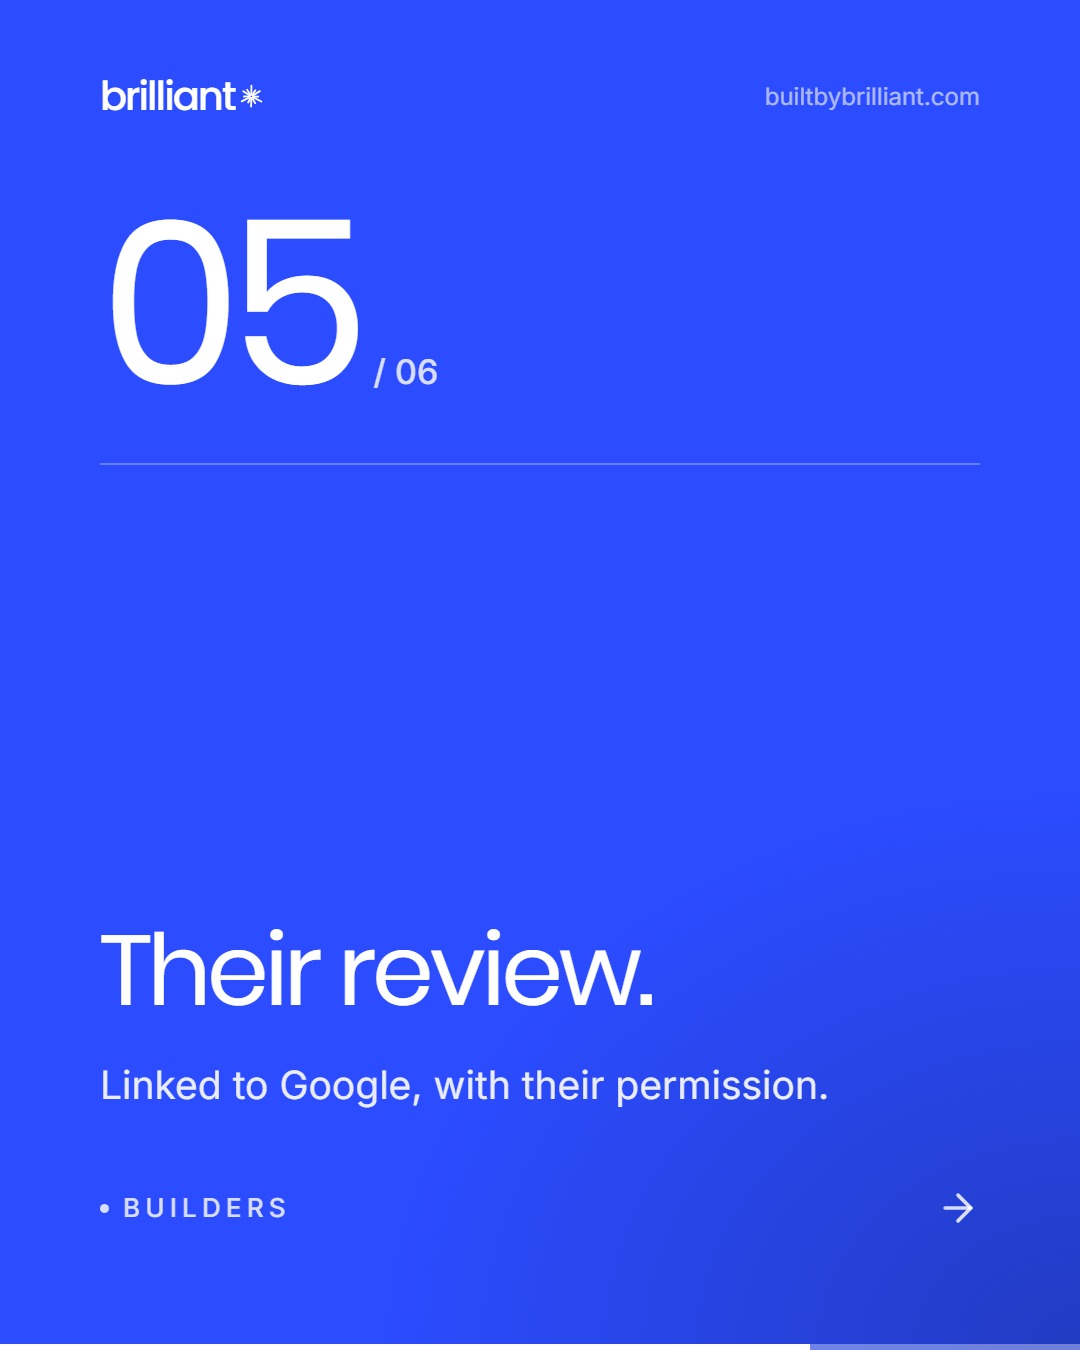 brilliant
builtbybrilliant.com
05 / 06
Their review.
Linked to Google, with their permission.
• BUILDERS